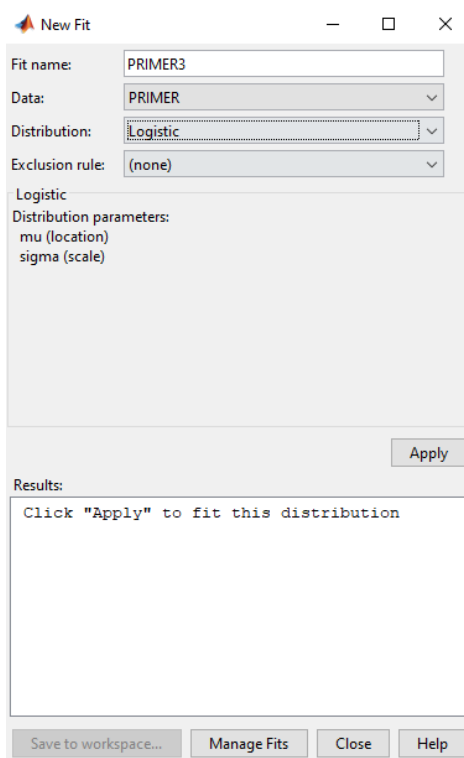 New Fit
Fit name: PRIMER3
Data: PRIMER
Distribution: Logistic
Exclusion rule: (none)
Logistic
Distribution parameters:
mu (location)
sigma (scale)
Apply
Results:
Click "Apply" to fit this distribution
Save to workspace... Manage Fits Close Help